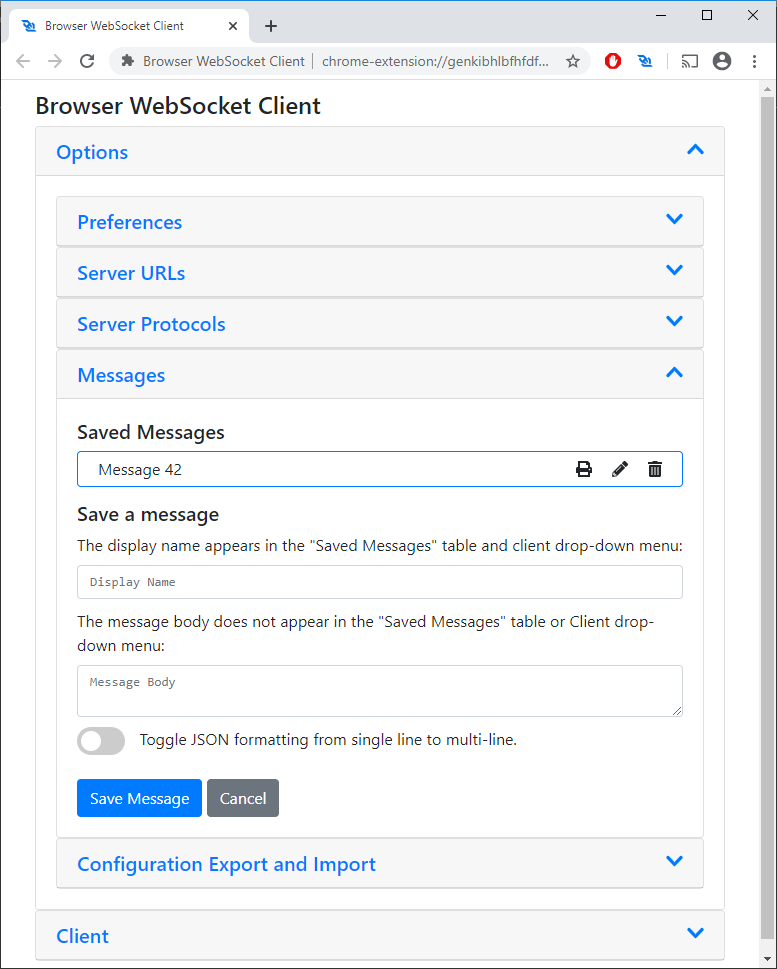 Browser WebSocket Client
Browser WebSocket Client | chrome-extension://genkibhlbfhfdf...
Browser WebSocket Client
Options
Preferences
Server URLs
Server Protocols
Messages
Saved Messages
Message 42
Save a message
The display name appears in the "Saved Messages" table and client drop-down menu:
Display Name
The message body does not appear in the "Saved Messages" table or Client drop-
down menu:
Message Body
Toggle JSON formatting from single line to multi-line.
Save Message Cancel
Configuration Export and Import
Client